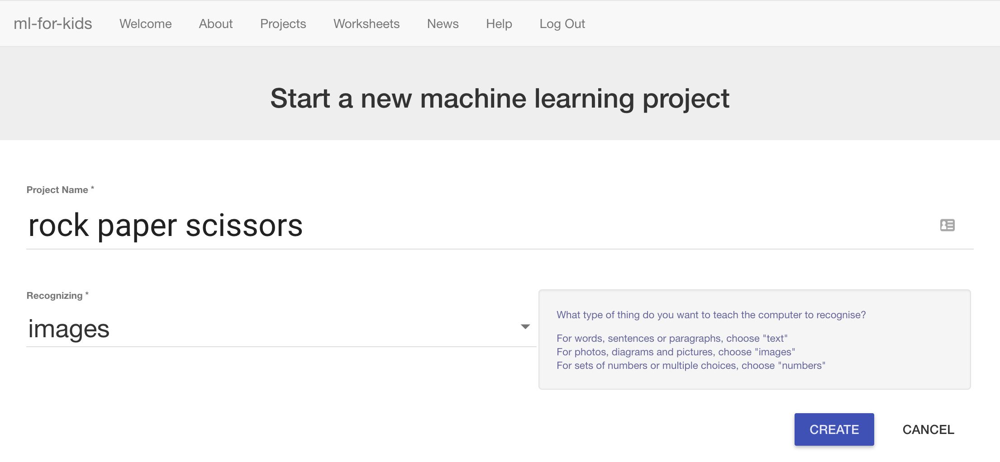 ml-for-kids Welcome About Projects Worksheets News Help Log Out
Start a new machine learning project
Project Name *
rock paper scissors
Recognizing *
images
What type of thing do you want to teach the computer to recognise?
For words, sentences or paragraphs, choose "text"
For photos, diagrams and pictures, choose "images"
For sets of numbers or multiple choices, choose "numbers"
CREATE CANCEL